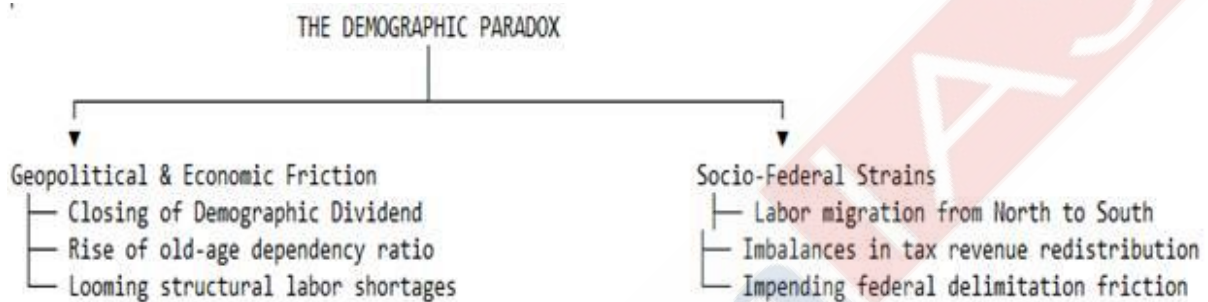 THE DEMOGRAPHIC PARADOX
Geopolitical & Economic Friction
Closing of Demographic Dividend
Rise of old-age dependency ratio
Looming structural labor shortages
Socio-Federal Strains
Labor migration from North to South
Imbalances in tax revenue redistribution
Impending federal delimitation friction